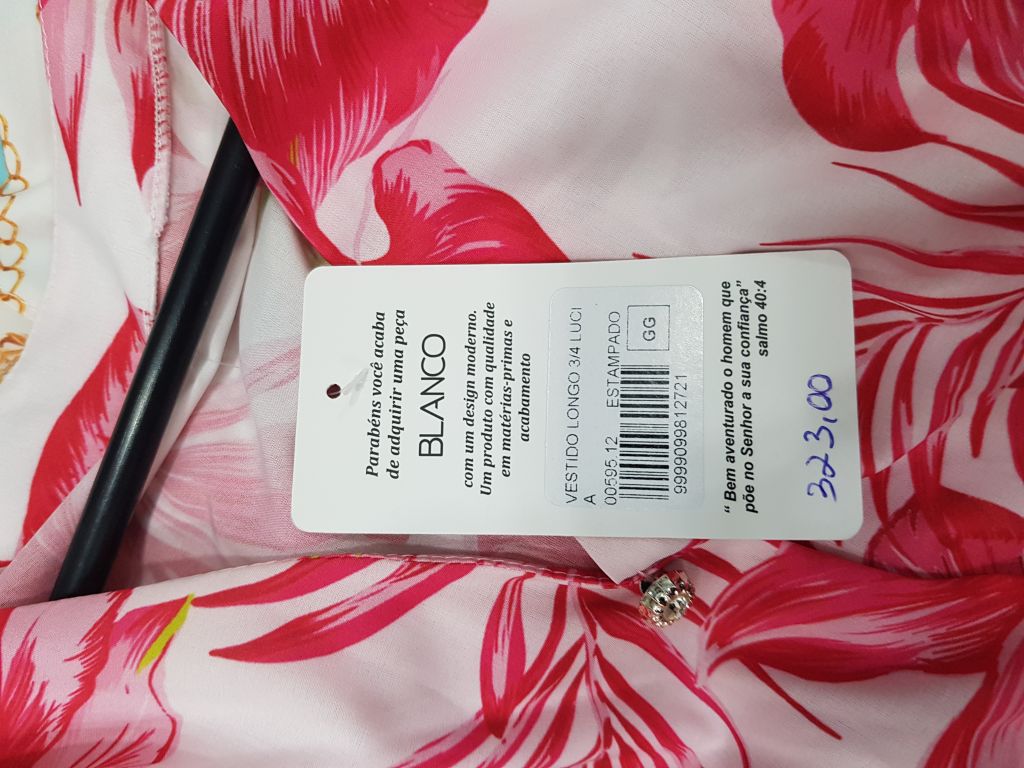 Parabéns você acaba
de adquirir uma peça
BLANCO
com um design moderno.
Um produto com qualidade
em matérias-primas e
acabamento
VESTIDO LONGO 3/4 LUCI
A
00595.12 ESTAMPADO
GG
9999099812721
“ Bem aventurado o homem que
põe no Senhor a sua confiança”
salmo 40:4
323,00